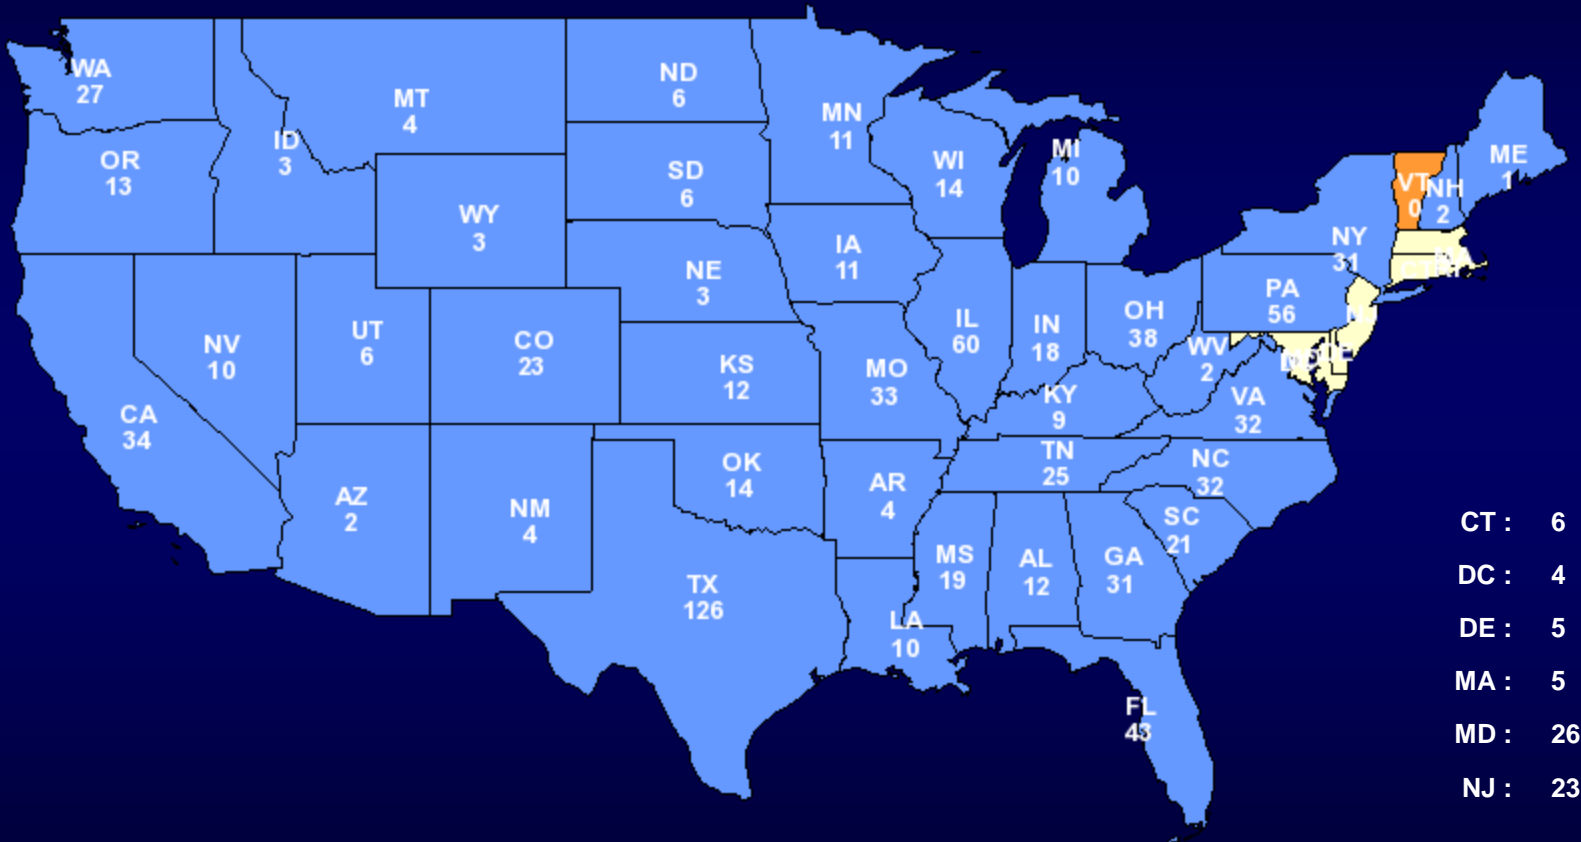 WA
27
MT
4
ND
6
MN
11
ID
3
OR
13
WI
14
MI
10
ME
1
VT
0
NH
2
SD
6
WY
3
NY
31
IA
11
NE
3
MA
PA
56
UT
6
NV
10
CO
23
IL
60
IN
18
OH
38
NJ
WV
2
KS
12
MO
33
KY
9
VA
32
CA
34
OK
14
TN
25
NC
32
AZ
2
NM
4
AR
4
SC
21
MS
19
AL
12
GA
31
TX
126
LA
10
FL
43
CT : 6
DC : 4
DE : 5
MA : 5
MD : 26
NJ : 23